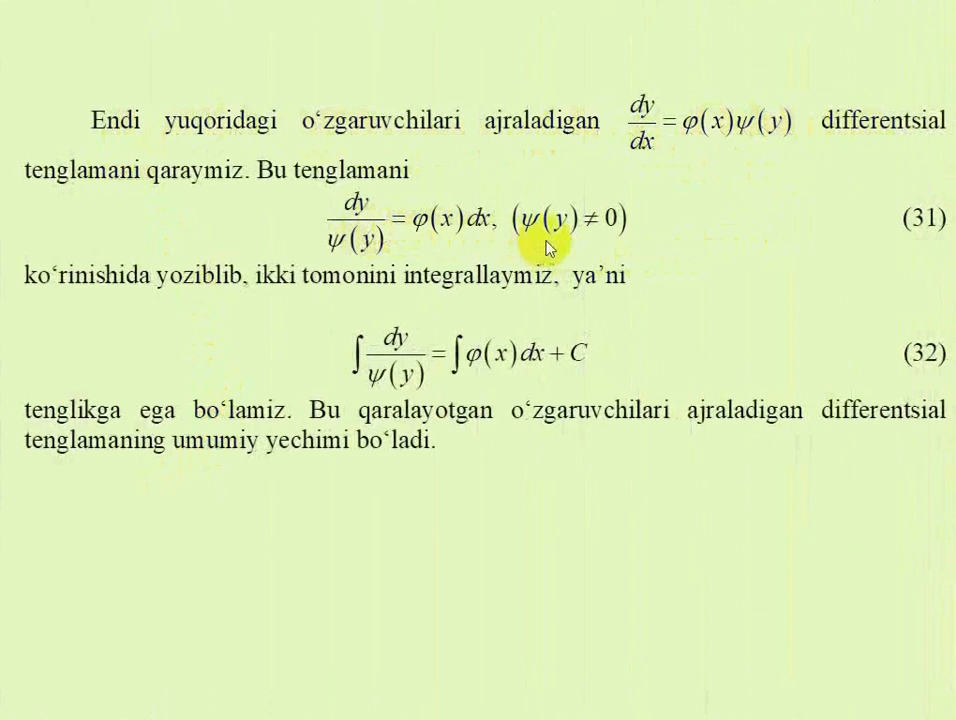 Endi yuqoridagi o‘zgaruvchilari ajraladigan dy/dx = φ(x)ψ(y) differentsial
tenglamani qaraymiz. Bu tenglamani
dy/ψ(y) = φ(x)dx, (ψ(y) ≠ 0) (31)
ko‘rinishida yoziblib, ikki tomonini integrallaymiz, ya’ni
∫ dy/ψ(y) = ∫ φ(x)dx + C (32)
tenglikga ega bo‘lamiz. Bu qaralayotgan o‘zgaruvchilari ajraladigan differentsial
tenglamaning umumiy yechimi bo‘ladi.